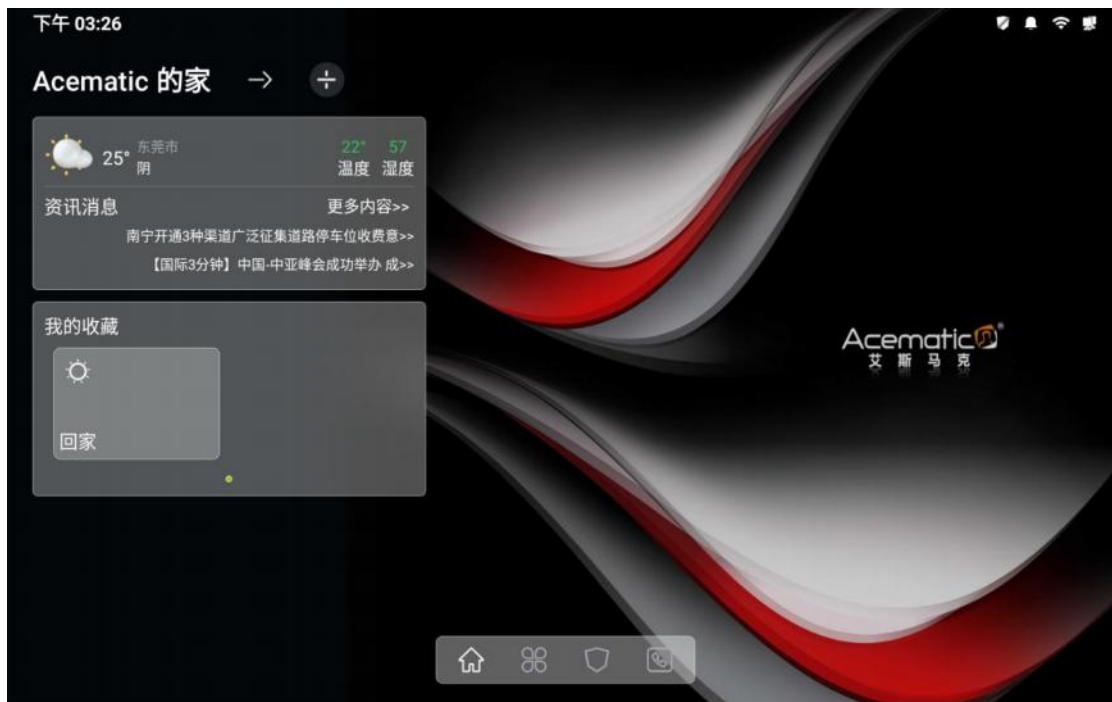 下午 03:26
Acematic 的家
25° 东莞市 22° 57
阴 温度 湿度
资讯消息 更多内容>>
南宁开通3种渠道广泛征集道路停车位收费意>>
【国际3分钟】中国-中亚峰会成功举办 成>>
我的收藏
回家
Acematic®
艾斯马克